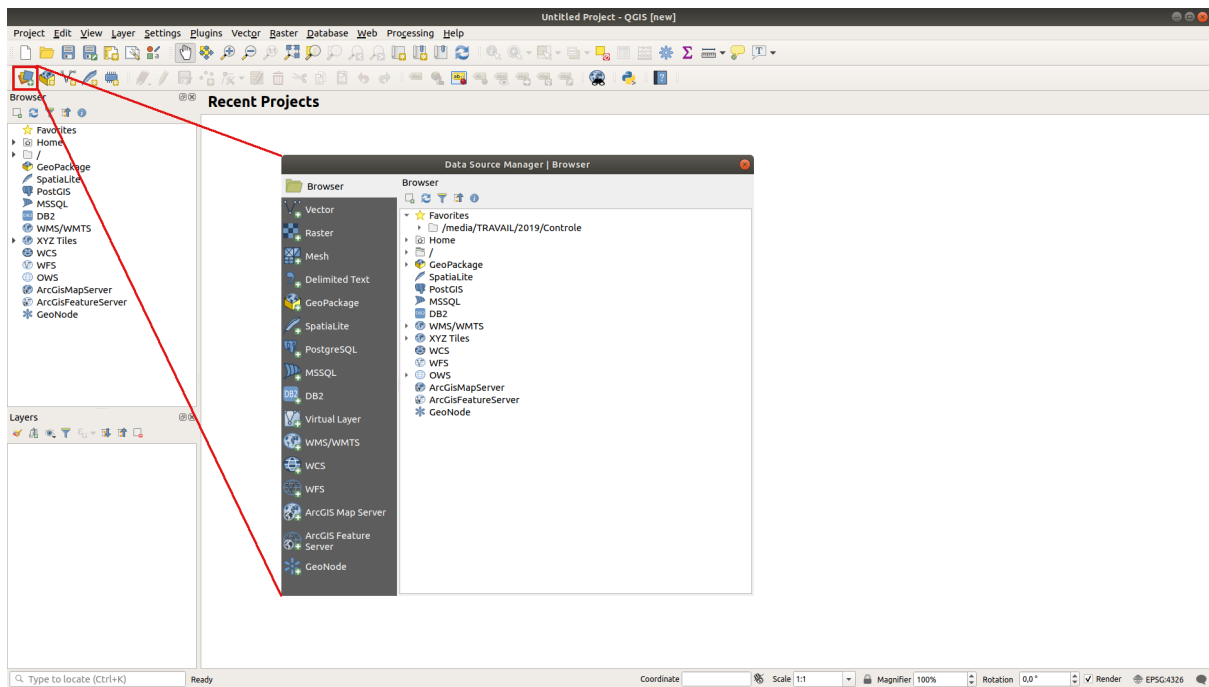 Untitled Project - QGIS [new]
Project Edit View Layer Settings Plugins Vector Raster Database Web Processing Help
Browser
Recent Projects
Favorites
Home
/
GeoPackage
SpatiaLite
PostGIS
MSSQL
DB2
WMS/WMTS
XYZ Tiles
WCS
WFS
OWS
ArcGisMapServer
ArcGisFeatureServer
GeoNode
Layers
Data Source Manager | Browser
Browser
Vector
Raster
Mesh
Delimited Text
GeoPackage
SpatiaLite
PostgreSQL
MSSQL
DB2
DB2
Virtual Layer
WMS/WMTS
WCS
WFS
ArcGIS Map Server
ArcGIS Feature
Server
GeoNode
Browser
Favorites
/media/TRAVAIL/2019/Controle
Home
/
GeoPackage
SpatiaLite
PostGIS
MSSQL
DB2
WMS/WMTS
XYZ Tiles
WCS
WFS
OWS
ArcGisMapServer
ArcGisFeatureServer
GeoNode
Type to locate (Ctrl+K) Ready Coordinate Scale 1:1 Magnifier 100% Rotation 0,0 ° Render EPSG:4326